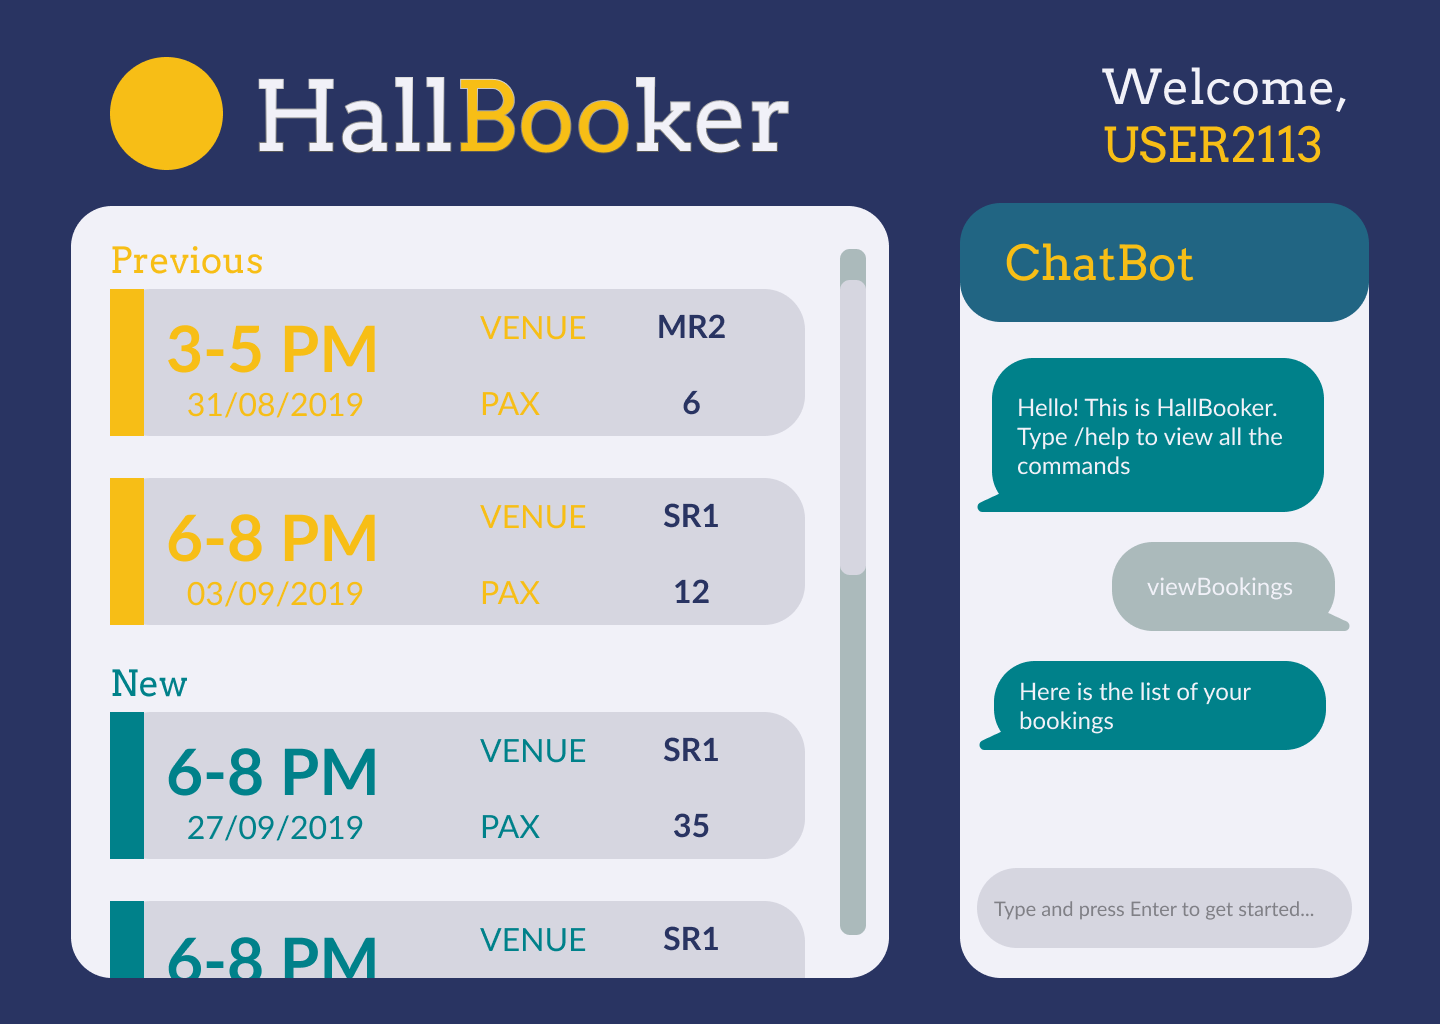 HallBooker
Welcome,
USER2113
Previous
3-5 PM
31/08/2019
VENUE MR2
PAX 6
6-8 PM
03/09/2019
VENUE SR1
PAX 12
New
6-8 PM
27/09/2019
VENUE SR1
PAX 35
6-8 PM
VENUE SR1
ChatBot
Hello! This is HallBooker.
Type /help to view all the
commands
viewBookings
Here is the list of your
bookings
Type and press Enter to get started...